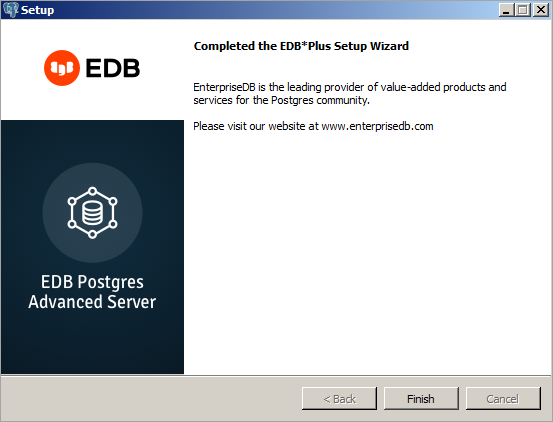 Setup
EDB
Completed the EDB*Plus Setup Wizard
EnterpriseDB is the leading provider of value-added products and
services for the Postgres community.
Please visit our website at www.enterprisedb.com
EDB Postgres
Advanced Server
< Back
Finish
Cancel